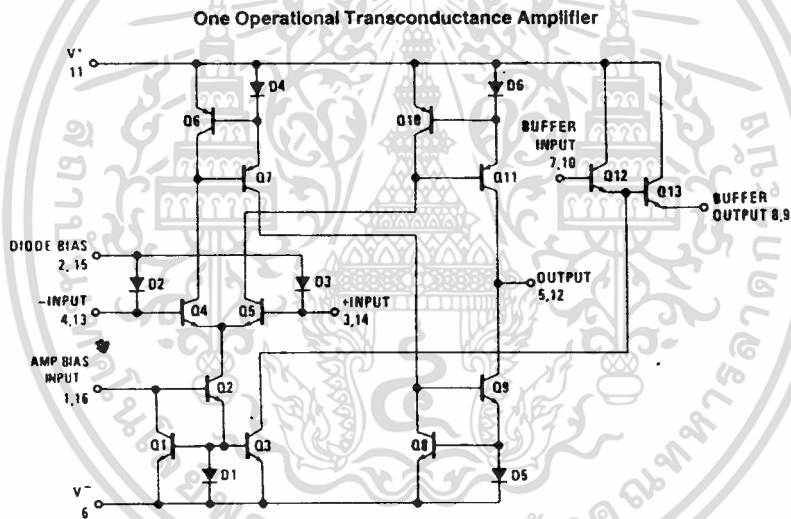 One Operational Transconductance Amplifier
V+
11
D4
D6
Q6
Q10
BUFFER
INPUT
7,10
Q12
Q7
Q11
Q13
BUFFER
OUTPUT 8,9
DIODE BIAS
2,15
D2
D3
OUTPUT
5,12
–INPUT
4,13
Q4
Q5
+INPUT
3,14
AMP BIAS
INPUT
1,16
Q2
Q9
Q1
Q3
Q8
D1
D5
V–
6